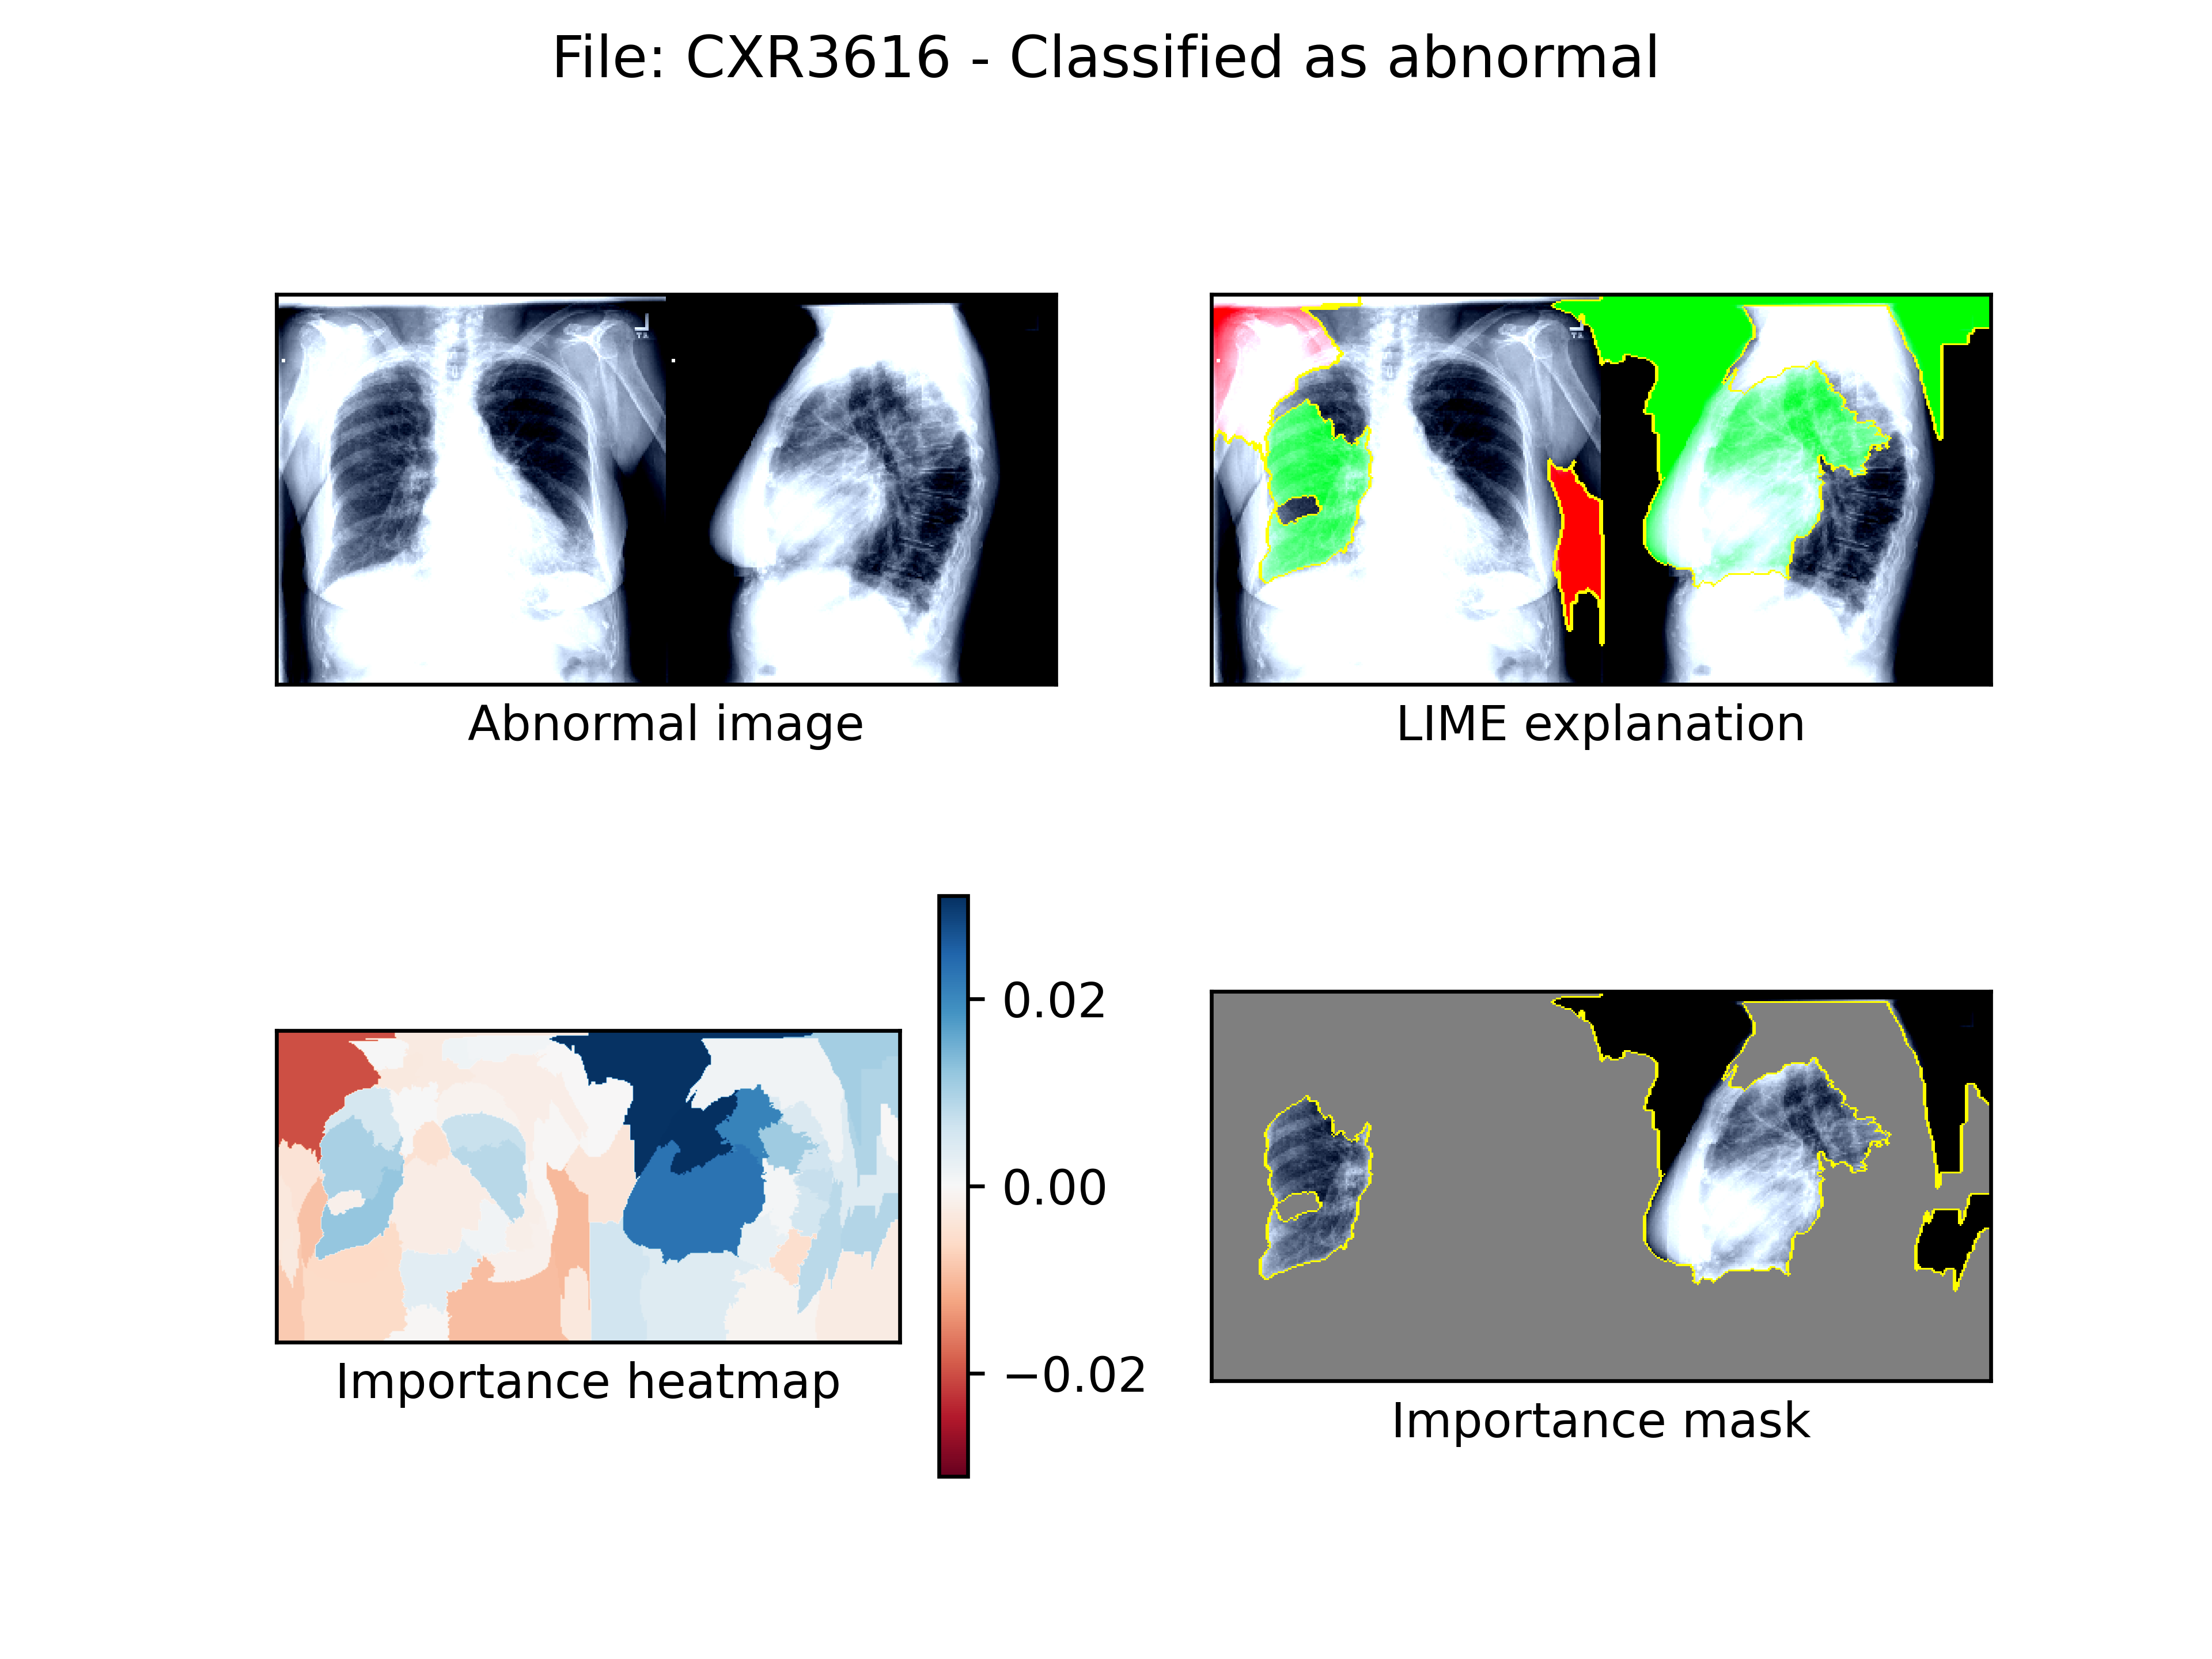 File: CXR3616 - Classified as abnormal
Abnormal image
LIME explanation
0.02
0.00
−0.02
Importance heatmap
Importance mask